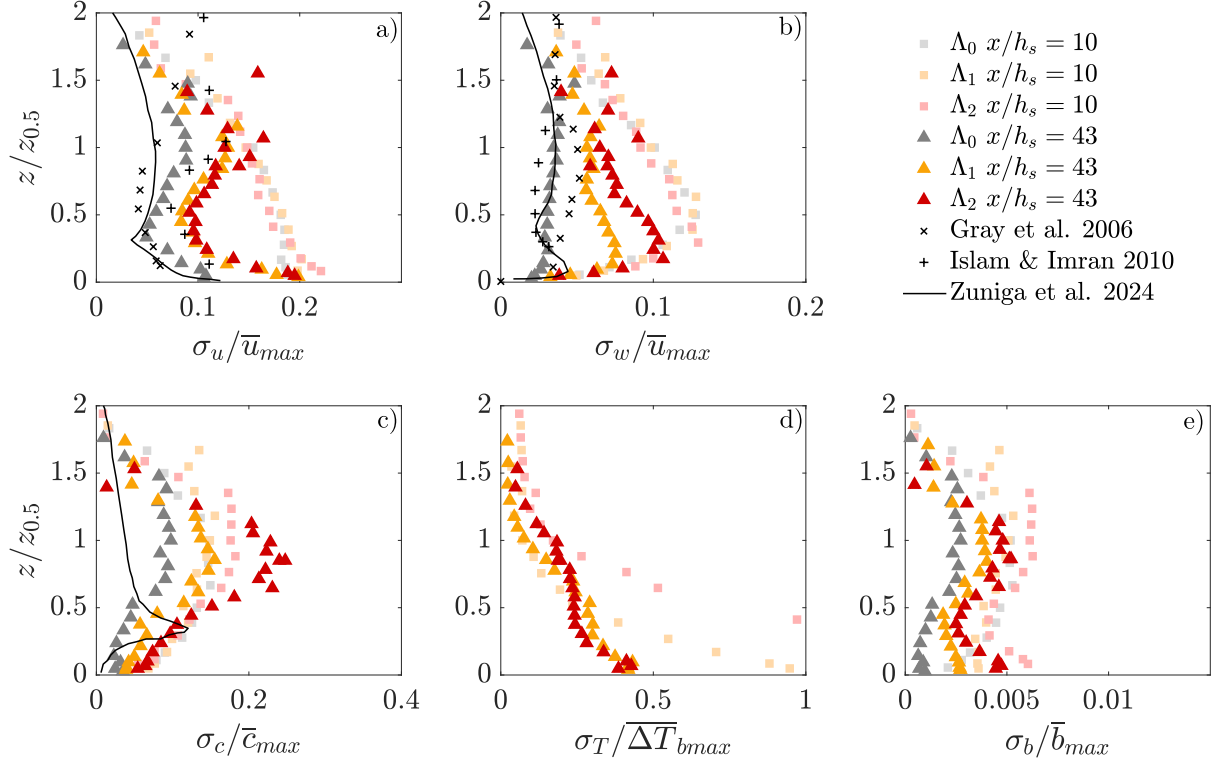 2
1.5
1
0.5
0
z/z0.5
a)
0 0.1 0.2
σu/u̅max
2
1.5
1
0.5
0
b)
0 0.1 0.2
σw/u̅max
Λ0 x/hs = 10
Λ1 x/hs = 10
Λ2 x/hs = 10
Λ0 x/hs = 43
Λ1 x/hs = 43
Λ2 x/hs = 43
Gray et al. 2006
Islam & Imran 2010
Zuniga et al. 2024
2
1.5
1
0.5
0
z/z0.5
c)
0 0.2 0.4
σc/c̅max
2
1.5
1
0.5
0
d)
0 0.5 1
σT/Δ̅T̅bmax
2
1.5
1
0.5
0
e)
0 0.005 0.01
σb/b̅max